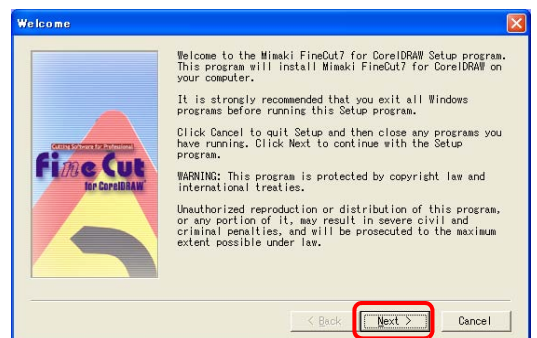 Welcome
Welcome to the Mimaki FineCut7 for CorelDRAW Setup program.
This program will install Mimaki FineCut7 for CorelDRAW on
your computer.
It is strongly recommended that you exit all Windows
programs before running this Setup program.
Click Cancel to quit Setup and then close any programs you
have running. Click Next to continue with the Setup
program.
WARNING: This program is protected by copyright law and
international treaties.
Unauthorized reproduction or distribution of this program,
or any portion of it, may result in severe civil and
criminal penalties, and will be prosecuted to the maximum
extent possible under law.
Cutting Software for Professional
Fine Cut
for CorelDRAW
< Back
Next >
Cancel